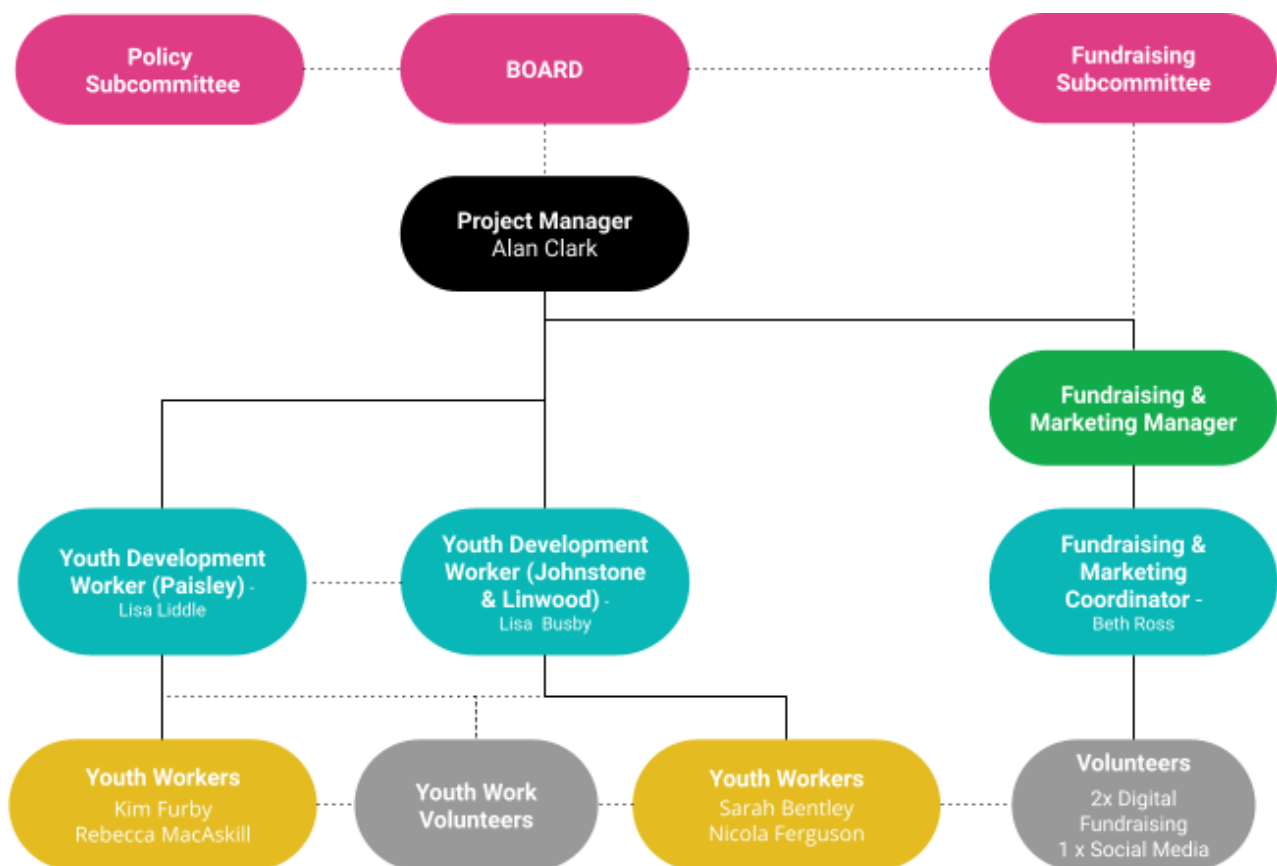 Policy
Subcommittee
BOARD
Fundraising
Subcommittee
Project Manager
Alan Clark
Fundraising &
Marketing Manager
Youth Development
Worker (Paisley) -
Lisa Liddle
Youth Development
Worker (Johnstone
& Linwood) -
Lisa Busby
Fundraising &
Marketing
Coordinator -
Beth Ross
Youth Workers
Kim Furby
Rebecca MacAskill
Youth Work
Volunteers
Youth Workers
Sarah Bentley
Nicola Ferguson
Volunteers
2x Digital
Fundraising
1 x Social Media